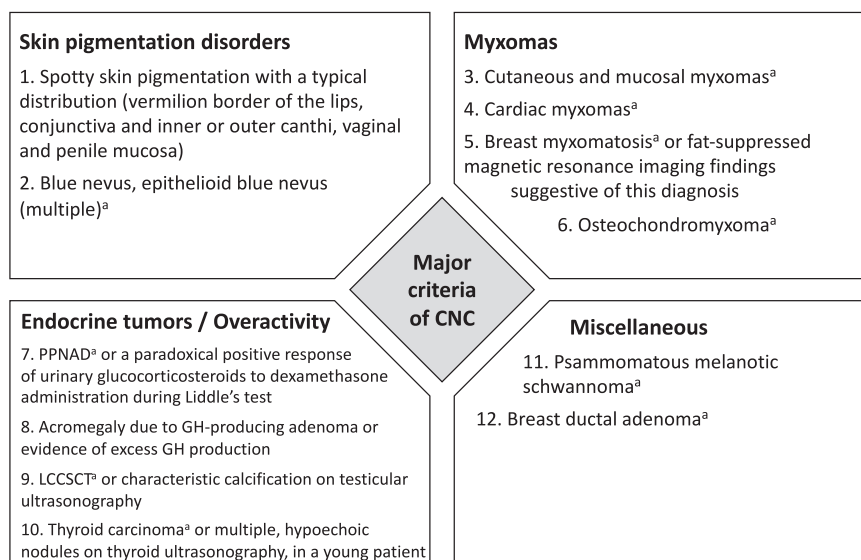 Skin pigmentation disorders
1. Spotty skin pigmentation with a typical
distribution (vermilion border of the lips,
conjunctiva and inner or outer canthi, vaginal
and penile mucosa)
2. Blue nevus, epithelioid blue nevus
(multiple)ᵃ
Myxomas
3. Cutaneous and mucosal myxomasᵃ
4. Cardiac myxomasᵃ
5. Breast myxomatosisᵃ or fat-suppressed
magnetic resonance imaging findings
suggestive of this diagnosis
6. Osteochondromyxomaᵃ
Major
criteria
of CNC
Endocrine tumors / Overactivity
7. PPNADᵃ or a paradoxical positive response
of urinary glucocorticosteroids to dexamethasone
administration during Liddle’s test
8. Acromegaly due to GH-producing adenoma or
evidence of excess GH production
9. LCCSCTᵃ or characteristic calcification on testicular
ultrasonography
10. Thyroid carcinomaᵃ or multiple, hypoechoic
nodules on thyroid ultrasonography, in a young patient
Miscellaneous
11. Psammomatous melanotic
schwannomaᵃ
12. Breast ductal adenomaᵃ